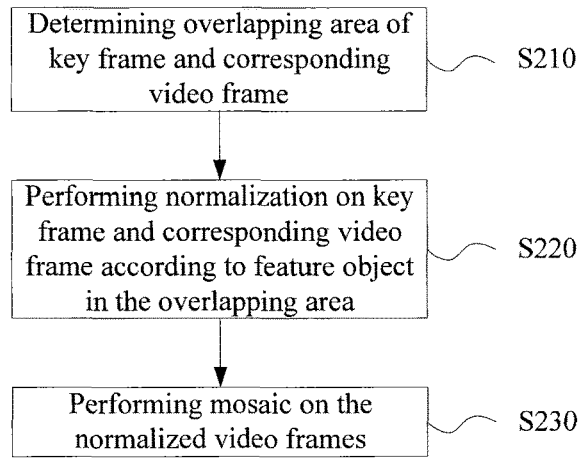 Determining overlapping area of
key frame and corresponding
video frame
S210
Performing normalization on key
frame and corresponding video
frame according to feature object
in the overlapping area
S220
Performing mosaic on the
normalized video frames
S230